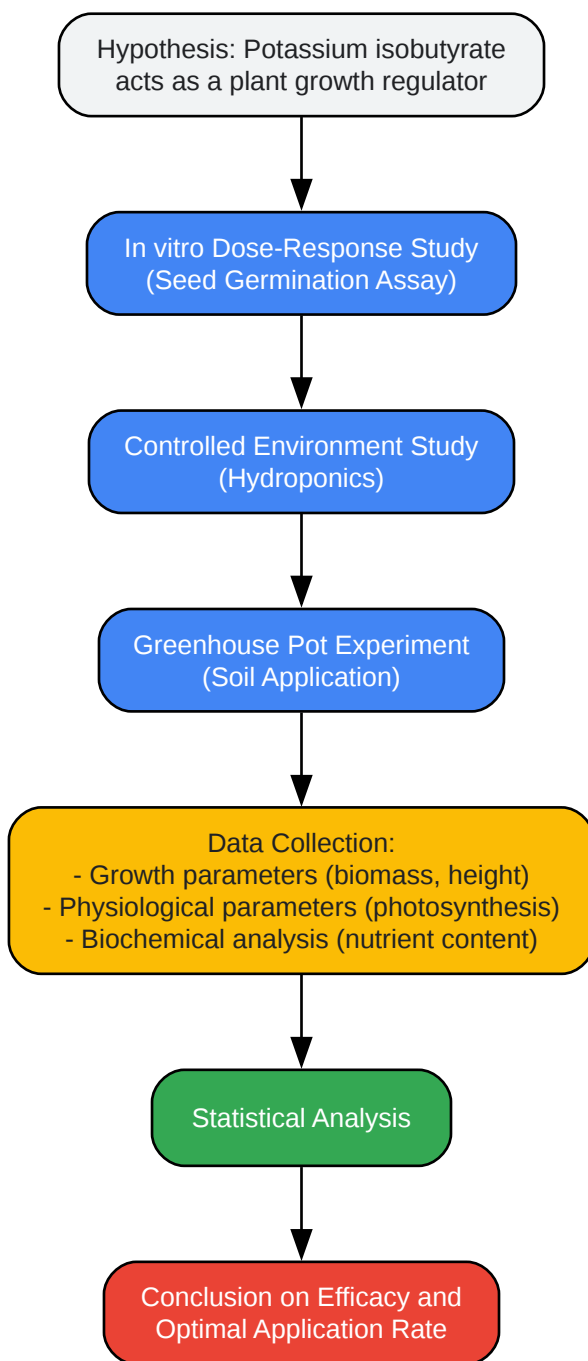 Hypothesis: Potassium isobutyrate
acts as a plant growth regulator
In vitro Dose-Response Study
(Seed Germination Assay)
Controlled Environment Study
(Hydroponics)
Greenhouse Pot Experiment
(Soil Application)
Data Collection:
- Growth parameters (biomass, height)
- Physiological parameters (photosynthesis)
- Biochemical analysis (nutrient content)
Statistical Analysis
Conclusion on Efficacy and
Optimal Application Rate